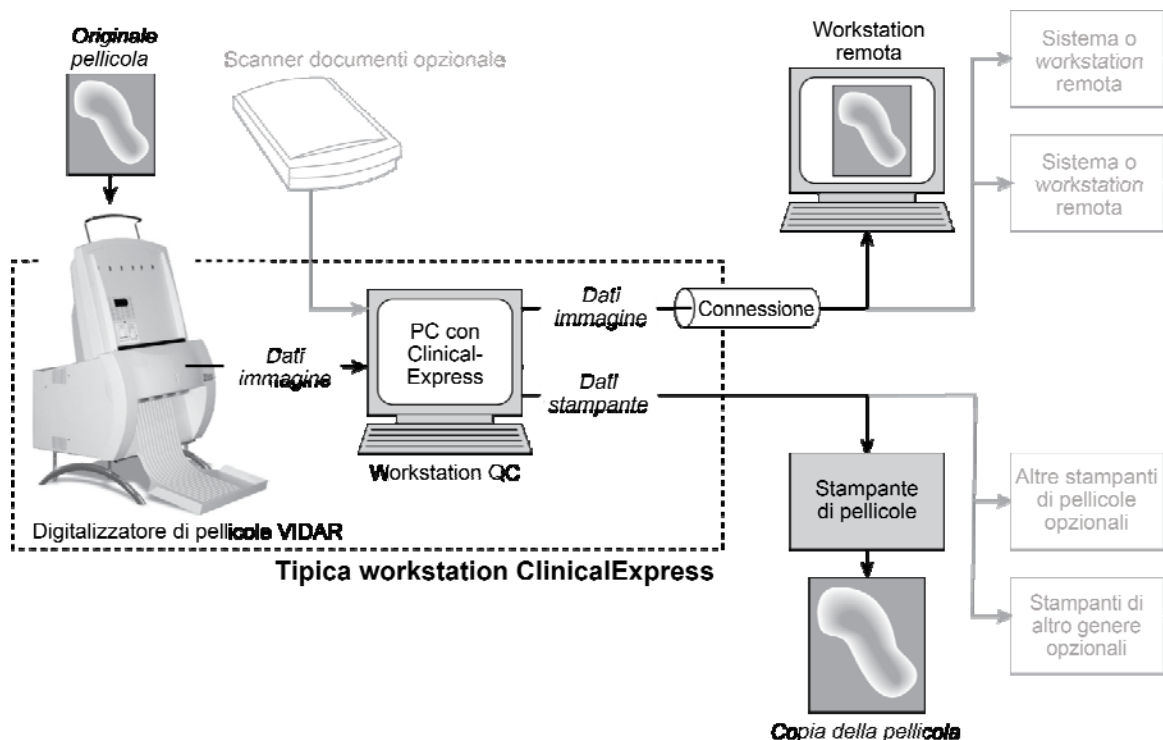 Originale
pellicola
Scanner documenti opzionale
Workstation
remota
Sistema o
workstation
remota
Sistema o
workstation
remota
Dati
immagine
Connessione
PC con
Clinical-
Express
Dati
immagine
Dati
stampante
Workstation QC
Stampante
di pellicole
Altre stampanti
di pellicole
opzionali
Digitalizzatore di pellicole VIDAR
Tipica workstation ClinicalExpress
Stampanti di
altro genere
opzionali
Copia della pellicola